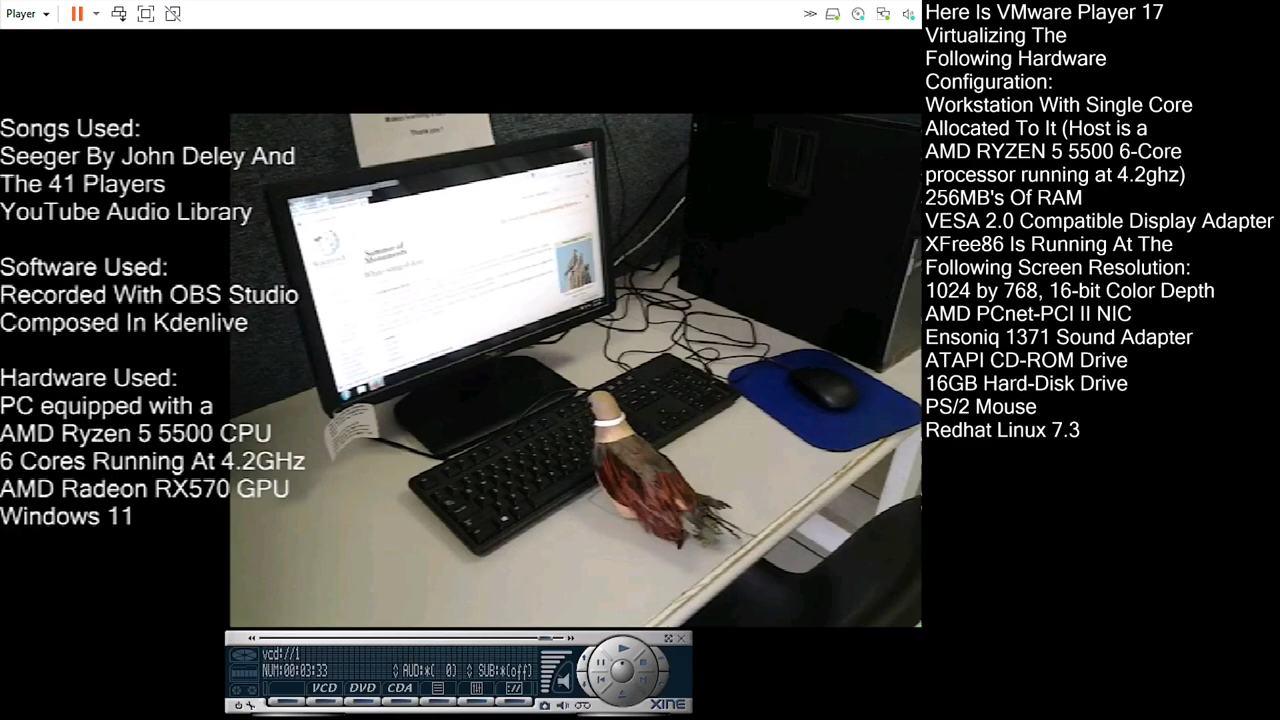 Player
Here Is VMware Player 17
Virtualizing The
Following Hardware
Configuration:
Workstation With Single Core
Allocated To It (Host is a
AMD RYZEN 5 5500 6-Core
processor running at 4.2ghz)
256MB's Of RAM
VESA 2.0 Compatible Display Adapter
XFree86 Is Running At The
Following Screen Resolution:
1024 by 768, 16-bit Color Depth
AMD PCnet-PCI II NIC
Ensoniq 1371 Sound Adapter
ATAPI CD-ROM Drive
16GB Hard-Disk Drive
PS/2 Mouse
Redhat Linux 7.3
Songs Used:
Seeger By John Deley And
The 41 Players
YouTube Audio Library
Software Used:
Recorded With OBS Studio
Composed In Kdenlive
Hardware Used:
PC equipped with a
AMD Ryzen 5 5500 CPU
6 Cores Running At 4.2GHz
AMD Radeon RX570 GPU
Windows 11
Thank you!
Summer of
Monuments
vcd://1
NUM:00:03:33 AUD:*( 0) SUB:*(off)
VCD DVD CDA
XINE